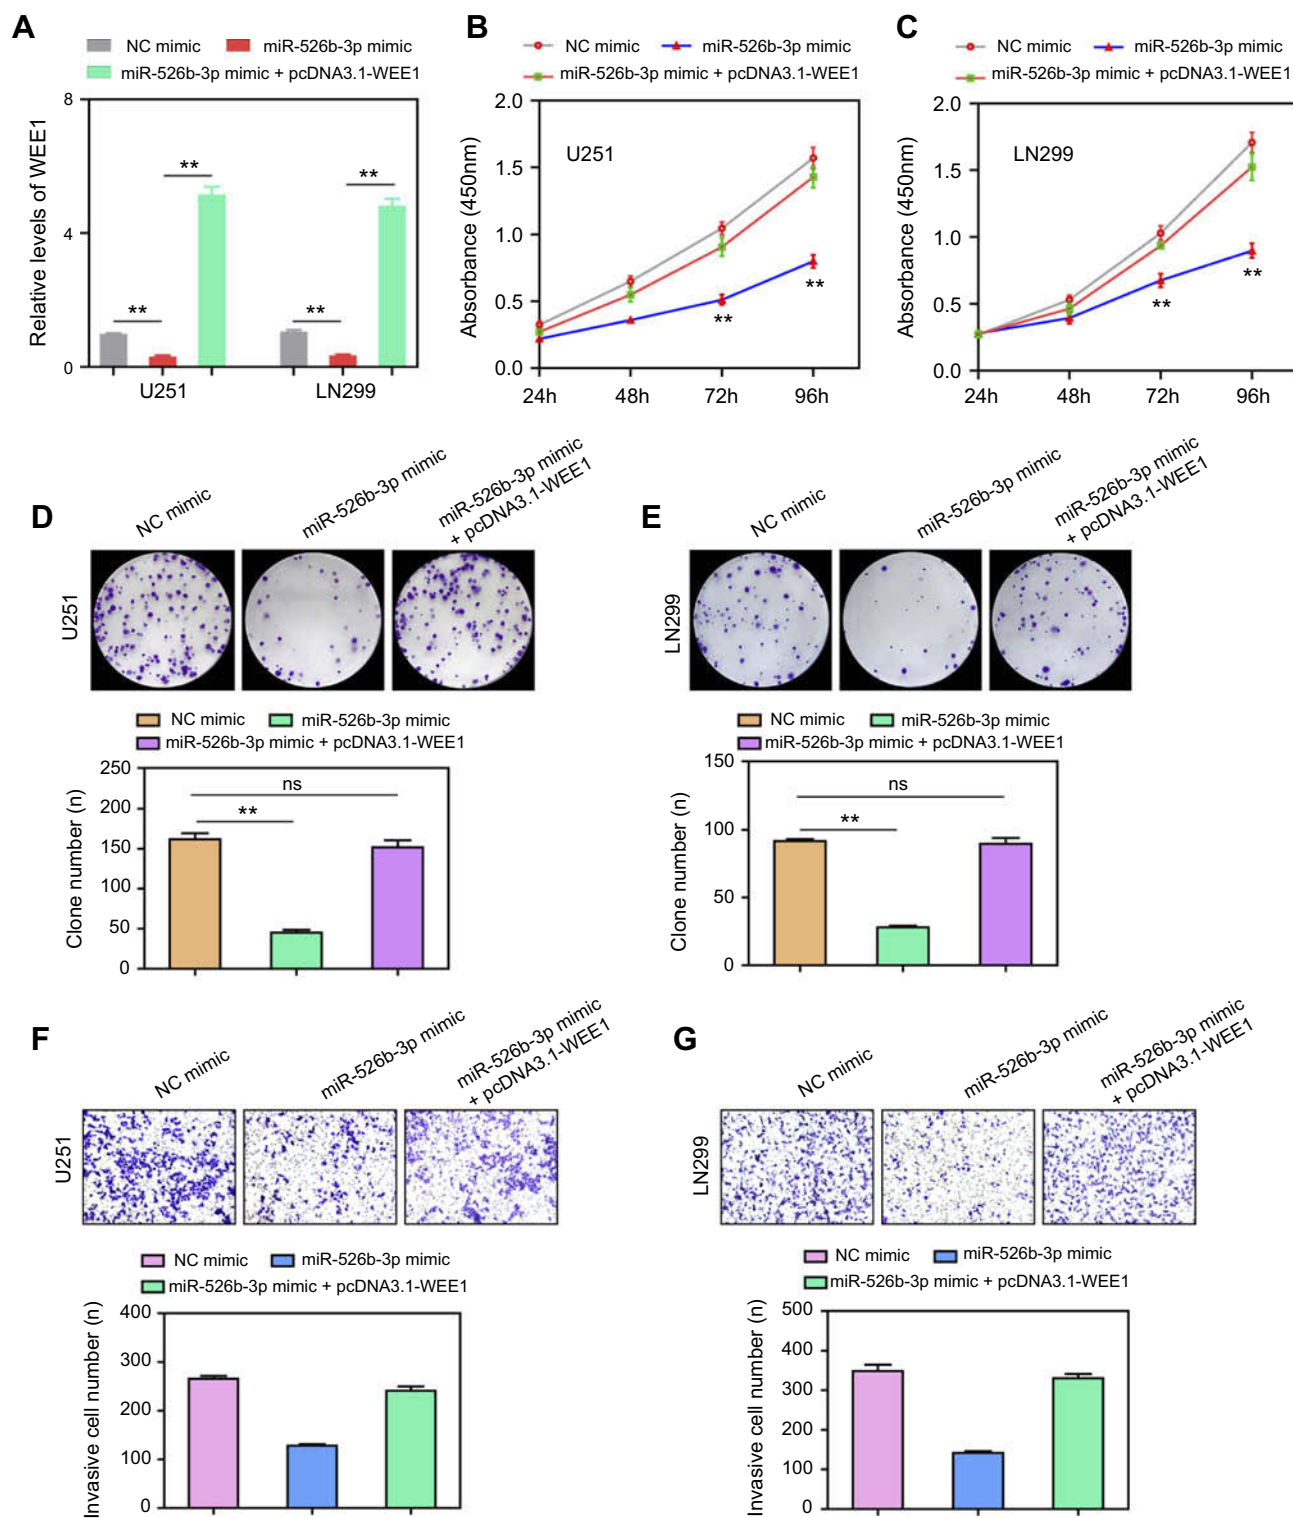 A
NC mimic
miR-526b-3p mimic
miR-526b-3p mimic + pcDNA3.1-WEE1
Relative levels of WEE1
8
4
0
**
**
**
**
U251
LN299
B
NC mimic
miR-526b-3p mimic
miR-526b-3p mimic + pcDNA3.1-WEE1
Absorbance (450nm)
2.0
1.5
1.0
0.5
0.0
U251
**
**
24h
48h
72h
96h
C
NC mimic
miR-526b-3p mimic
miR-526b-3p mimic + pcDNA3.1-WEE1
Absorbance (450nm)
2.0
1.5
1.0
0.5
0.0
LN299
**
**
24h
48h
72h
96h
D
NC mimic
miR-526b-3p mimic
miR-526b-3p mimic
+ pcDNA3.1-WEE1
U251
NC mimic
miR-526b-3p mimic
miR-526b-3p mimic + pcDNA3.1-WEE1
Clone number (n)
250
200
150
100
50
0
ns
**
E
NC mimic
miR-526b-3p mimic
miR-526b-3p mimic
+ pcDNA3.1-WEE1
LN299
NC mimic
miR-526b-3p mimic
miR-526b-3p mimic + pcDNA3.1-WEE1
Clone number (n)
150
100
50
0
ns
**
F
NC mimic
miR-526b-3p mimic
miR-526b-3p mimic
+ pcDNA3.1-WEE1
U251
NC mimic
miR-526b-3p mimic
miR-526b-3p mimic + pcDNA3.1-WEE1
Invasive cell number (n)
400
300
200
100
0
G
NC mimic
miR-526b-3p mimic
miR-526b-3p mimic
+ pcDNA3.1-WEE1
LN299
NC mimic
miR-526b-3p mimic
miR-526b-3p mimic + pcDNA3.1-WEE1
Invasive cell number (n)
500
400
300
200
100
0